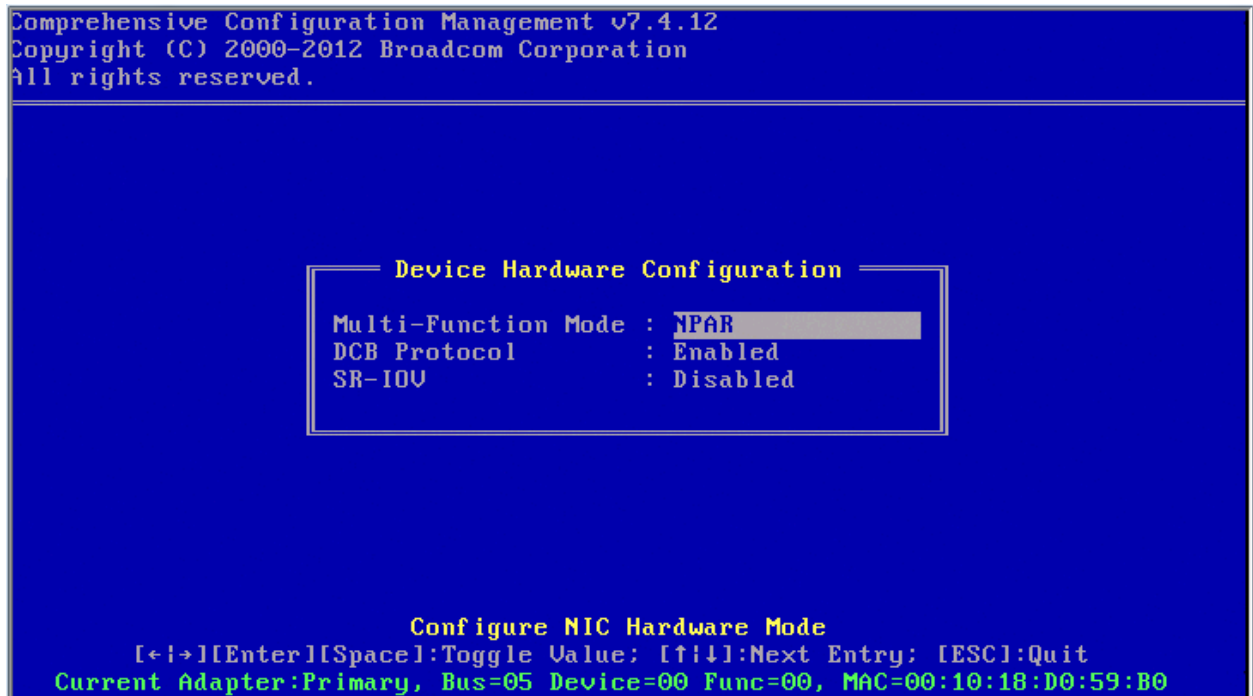 Comprehensive Configuration Management v7.4.12
Copyright (C) 2000-2012 Broadcom Corporation
All rights reserved.
Device Hardware Configuration
Multi-Function Mode : NPAR
DCB Protocol : Enabled
SR-IOV : Disabled
Configure NIC Hardware Mode
[←|→][Enter][Space]:Toggle Value; [↑|↓]:Next Entry; [ESC]:Quit
Current Adapter:Primary, Bus=05 Device=00 Func=00, MAC=00:10:18:D0:59:B0